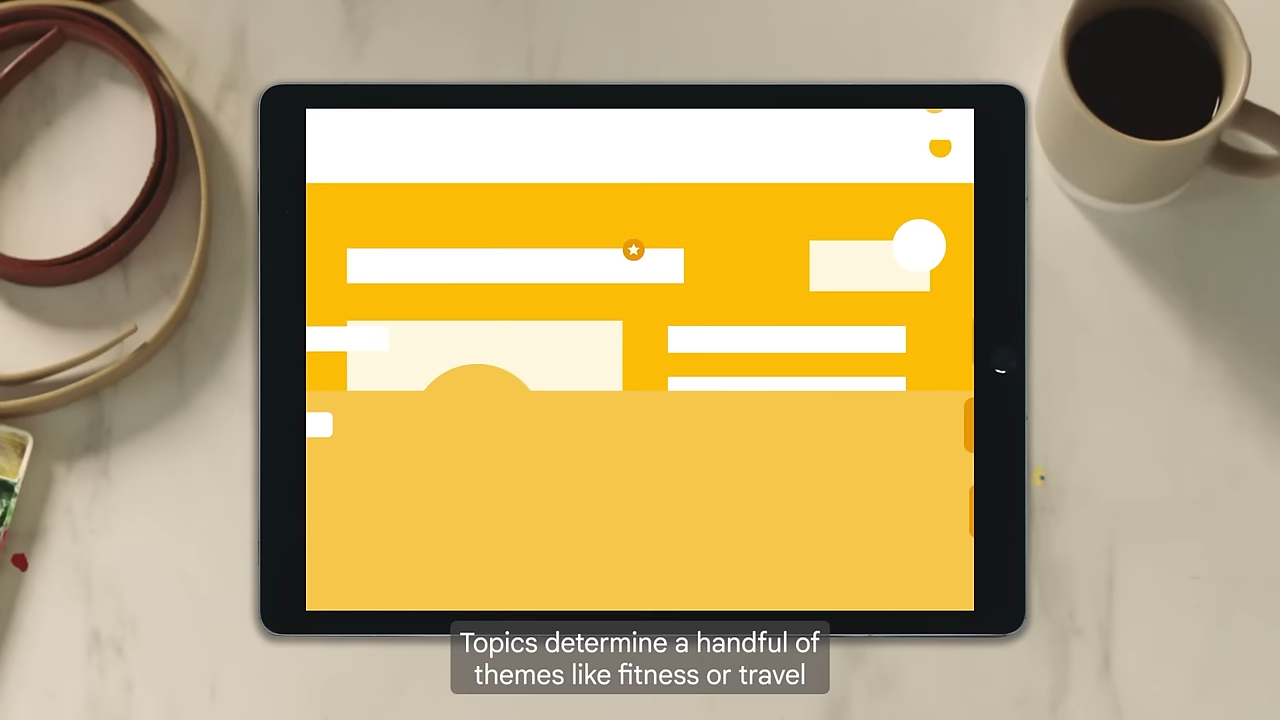 Topics determine a handful of
themes like fitness or travel